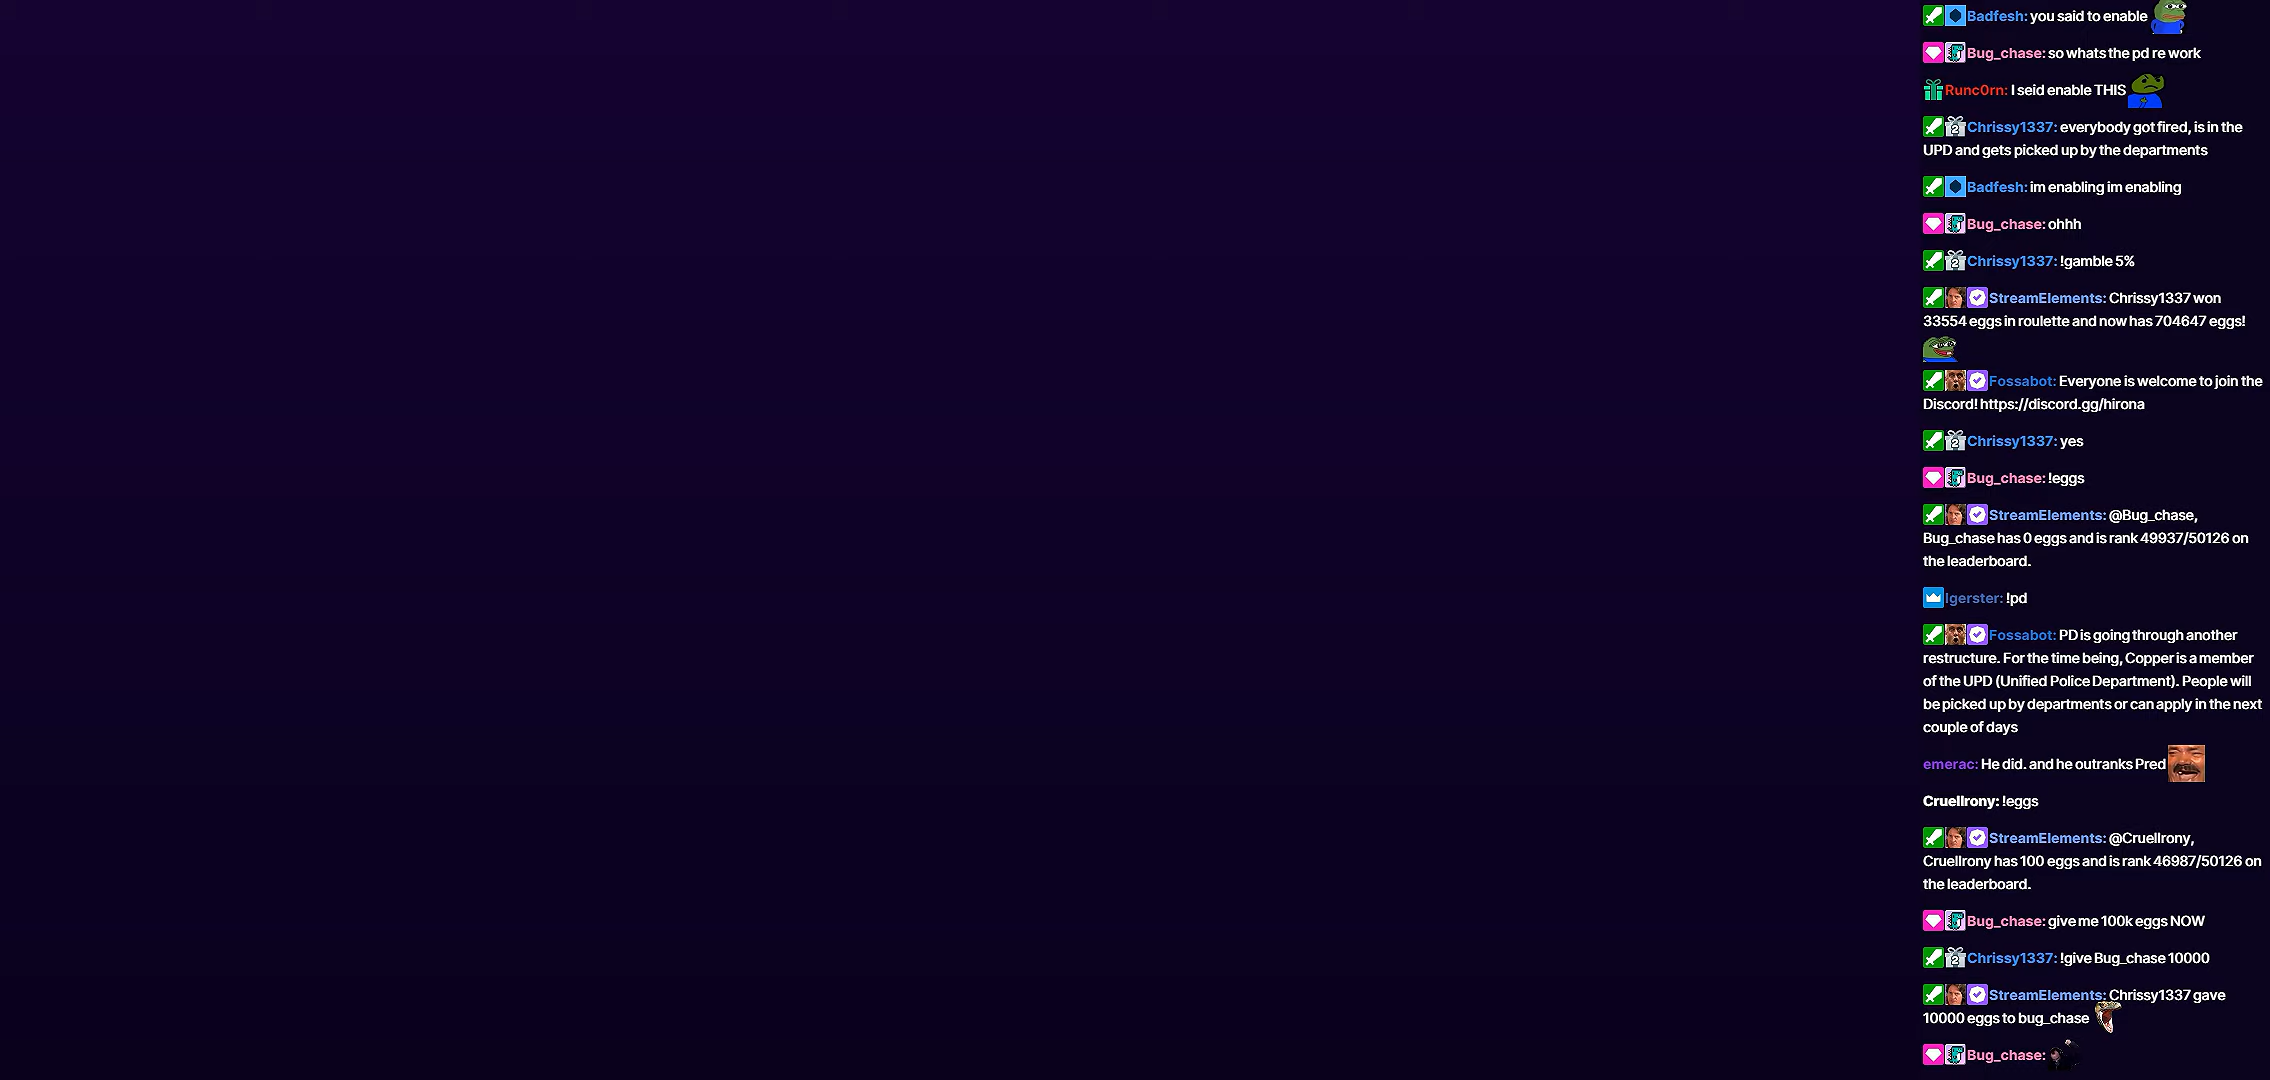 Badfesh: you said to enable
Bug_chase: so whats the pd re work
Runc0rn: I seid enable THIS
2 Chrissy1337: everybody got fired, is in the
UPD and gets picked up by the departments
Badfesh: im enabling im enabling
Bug_chase: ohhh
2 Chrissy1337: !gamble 5%
StreamElements: Chrissy1337 won
33554 eggs in roulette and now has 704647 eggs!
Fossabot: Everyone is welcome to join the
Discord! https://discord.gg/hirona
2 Chrissy1337: yes
Bug_chase: !eggs
StreamElements: @Bug_chase,
Bug_chase has 0 eggs and is rank 49937/50126 on
the leaderboard.
Igerster: !pd
Fossabot: PD is going through another
restructure. For the time being, Copper is a member
of the UPD (Unified Police Department). People will
be picked up by departments or can apply in the next
couple of days
emerac: He did. and he outranks Pred
CruelIrony: !eggs
StreamElements: @CruelIrony,
CruelIrony has 100 eggs and is rank 46987/50126 on
the leaderboard.
Bug_chase: give me 100k eggs NOW
2 Chrissy1337: !give Bug_chase 10000
StreamElements: Chrissy1337 gave
10000 eggs to bug_chase
Bug_chase: